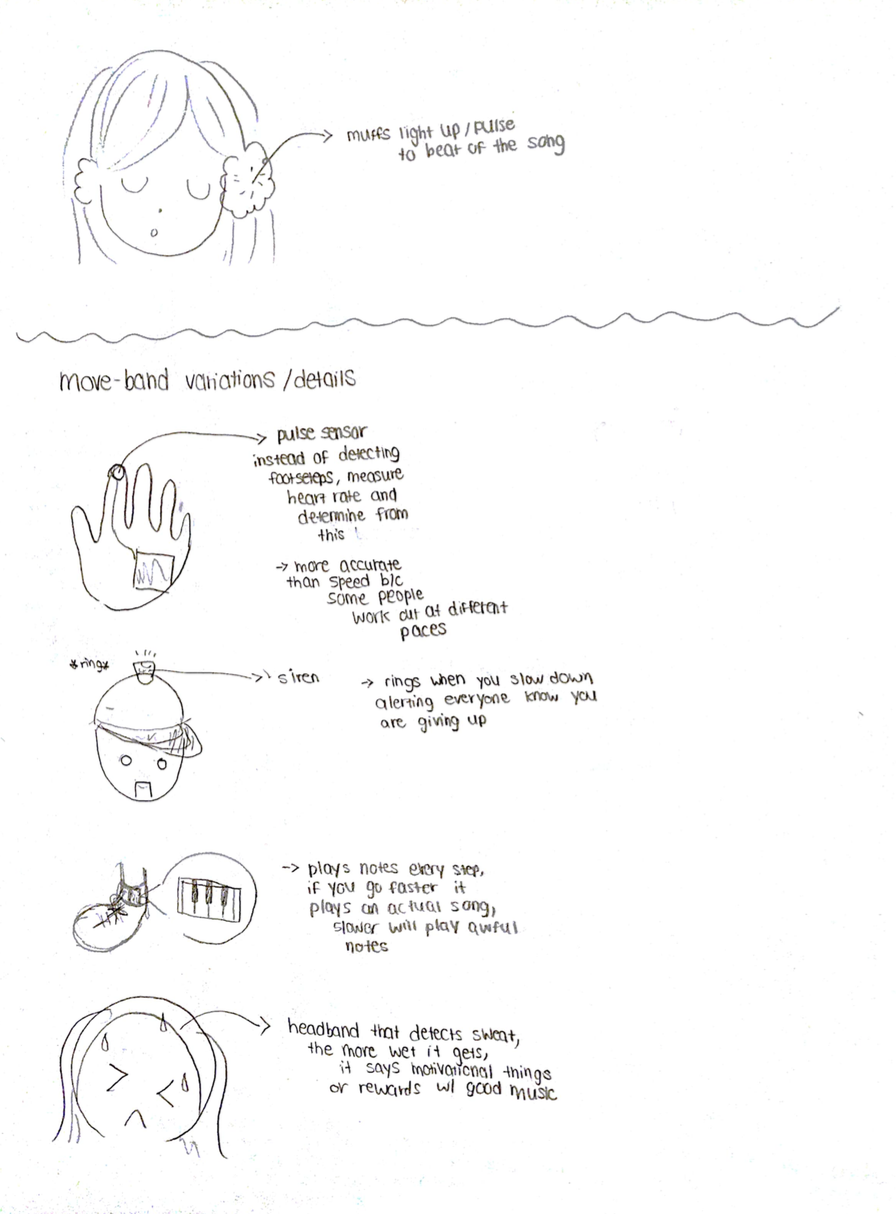 muffs light up/pulse
to beat of the song
move-band variations/details
pulse sensor
instead of detecting
footsteps, measure
heart rate and
determine from
this
→ more accurate
than speed b/c
some people
work out at different
paces
*ring*
siren
→ rings when you slow down
alerting everyone know you
are giving up
→ plays notes every step,
if you go faster it
plays an actual song,
slower will play awful
notes
headband that detects sweat,
the more wet it gets,
it says motivational things
or rewards w/ good music